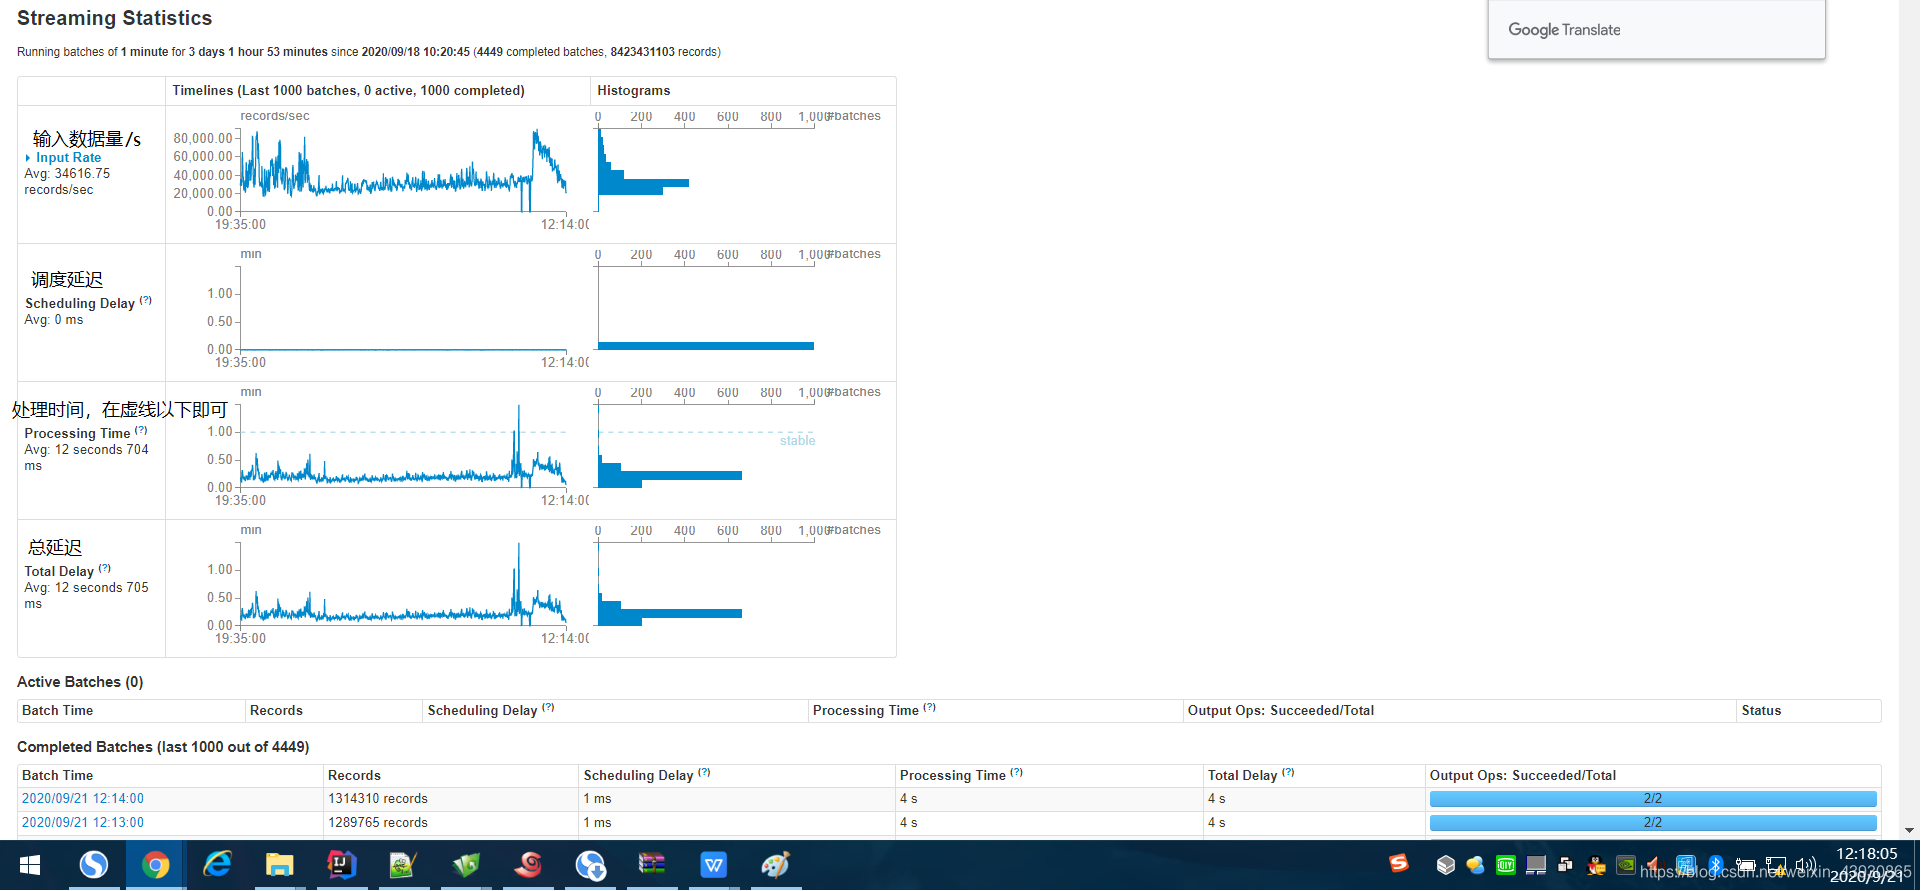 Streaming Statistics
Google Translate
Running batches of 1 minute for 3 days 1 hour 53 minutes since 2020/09/18 10:20:45 (4449 completed batches, 8423431103 records)
Timelines (Last 1000 batches, 0 active, 1000 completed)
Histograms
输入数据量/s
Input Rate
Avg: 34616.75
records/sec
records/sec
80,000.00
60,000.00
40,000.00
20,000.00
0.00
19:35:00
12:14:00
0 200 400 600 800 1,000 #batches
调度延迟
Scheduling Delay (?)
Avg: 0 ms
min
1.00
0.50
0.00
19:35:00
12:14:00
0 200 400 600 800 1,000 #batches
处理时间，在虚线以下即可
Processing Time (?)
Avg: 12 seconds 704
ms
min
1.00
0.50
0.00
19:35:00
12:14:00
0 200 400 600 800 1,000 #batches
stable
总延迟
Total Delay (?)
Avg: 12 seconds 705
ms
min
1.00
0.50
0.00
19:35:00
12:14:00
0 200 400 600 800 1,000 #batches
Active Batches (0)
Batch Time Records Scheduling Delay (?) Processing Time (?) Output Ops: Succeeded/Total Status
Completed Batches (last 1000 out of 4449)
Batch Time Records Scheduling Delay (?) Processing Time (?) Total Delay (?) Output Ops: Succeeded/Total
2020/09/21 12:14:00 1314310 records 1 ms 4 s 4 s 2/2
2020/09/21 12:13:00 1289765 records 1 ms 4 s 4 s 2/2
12:18:05
2020/9/21